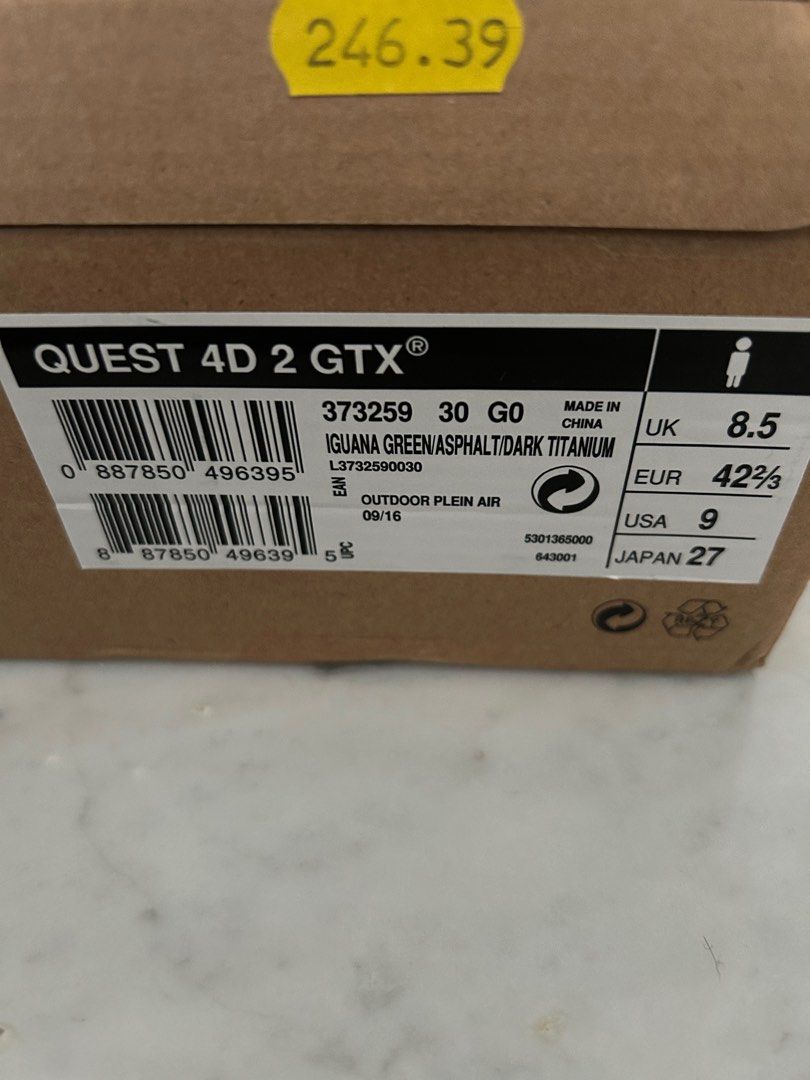 246.39
QUEST 4D 2 GTX®
0 887850 496395
8 87850 49639 5
EAN
UPC
373259 30 G0
MADE IN
CHINA
IGUANA GREEN/ASPHALT/DARK TITANIUM
L3732590030
OUTDOOR PLEIN AIR
09/16
5301365000
643001
UK 8.5
EUR 42⅔
USA 9
JAPAN 27